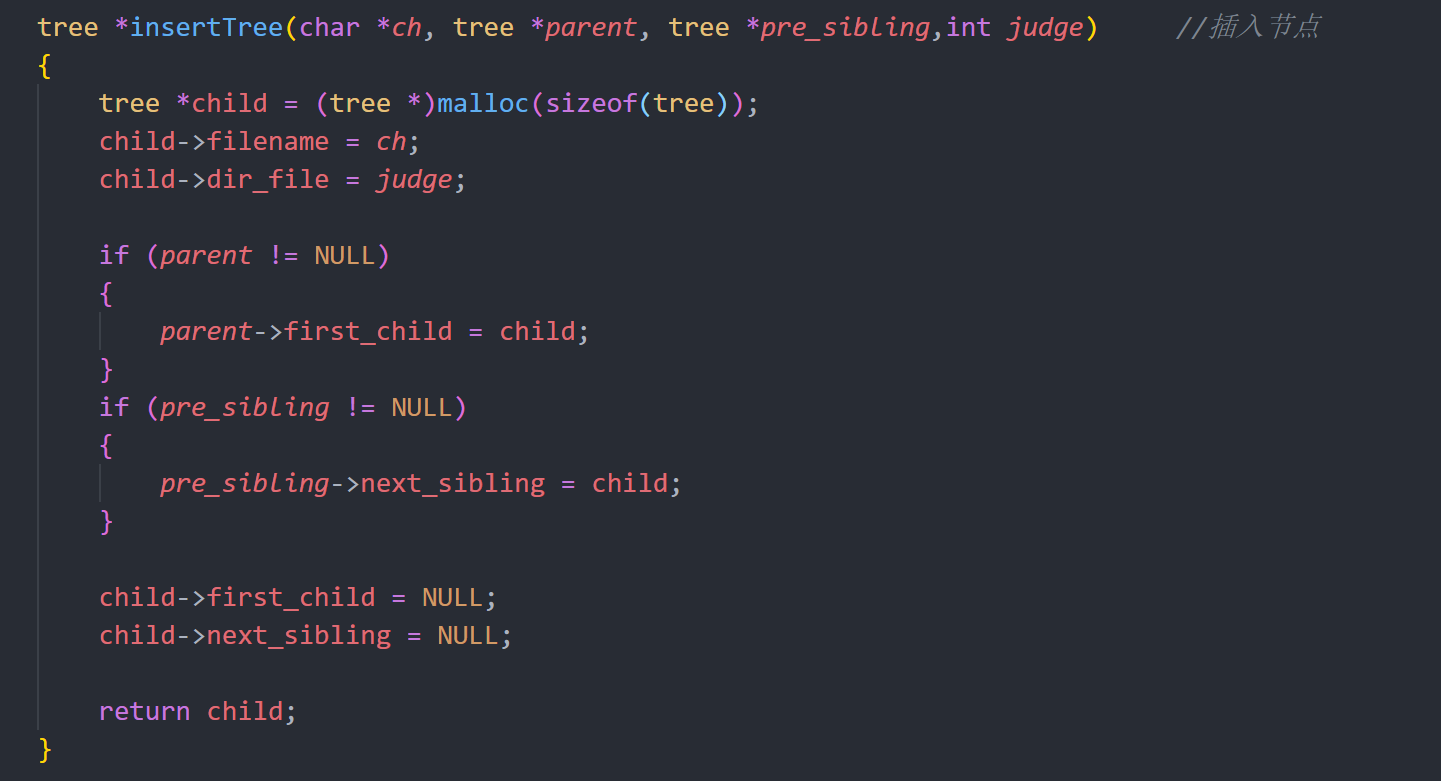 tree *insertTree(char *ch, tree *parent, tree *pre_sibling,int judge)     //插入节点
{
    tree *child = (tree *)malloc(sizeof(tree));
    child->filename = ch;
    child->dir_file = judge;

    if (parent != NULL)
    {
        parent->first_child = child;
    }
    if (pre_sibling != NULL)
    {
        pre_sibling->next_sibling = child;
    }

    child->first_child = NULL;
    child->next_sibling = NULL;

    return child;
}